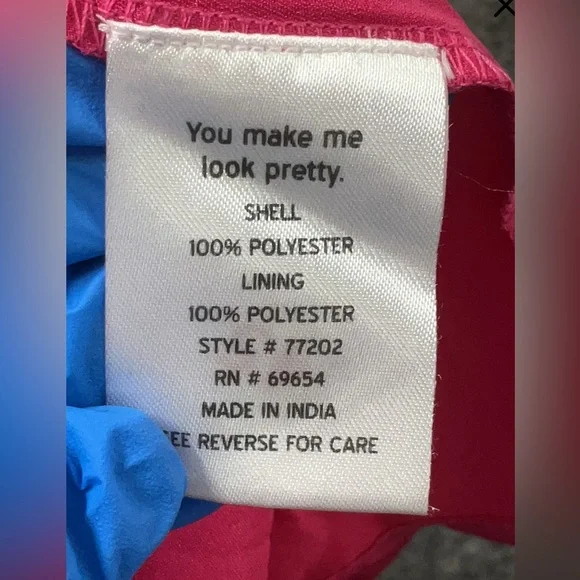 You make me
look pretty.
SHELL
100% POLYESTER
LINING
100% POLYESTER
STYLE # 77202
RN # 69654
MADE IN INDIA
EE REVERSE FOR CARE